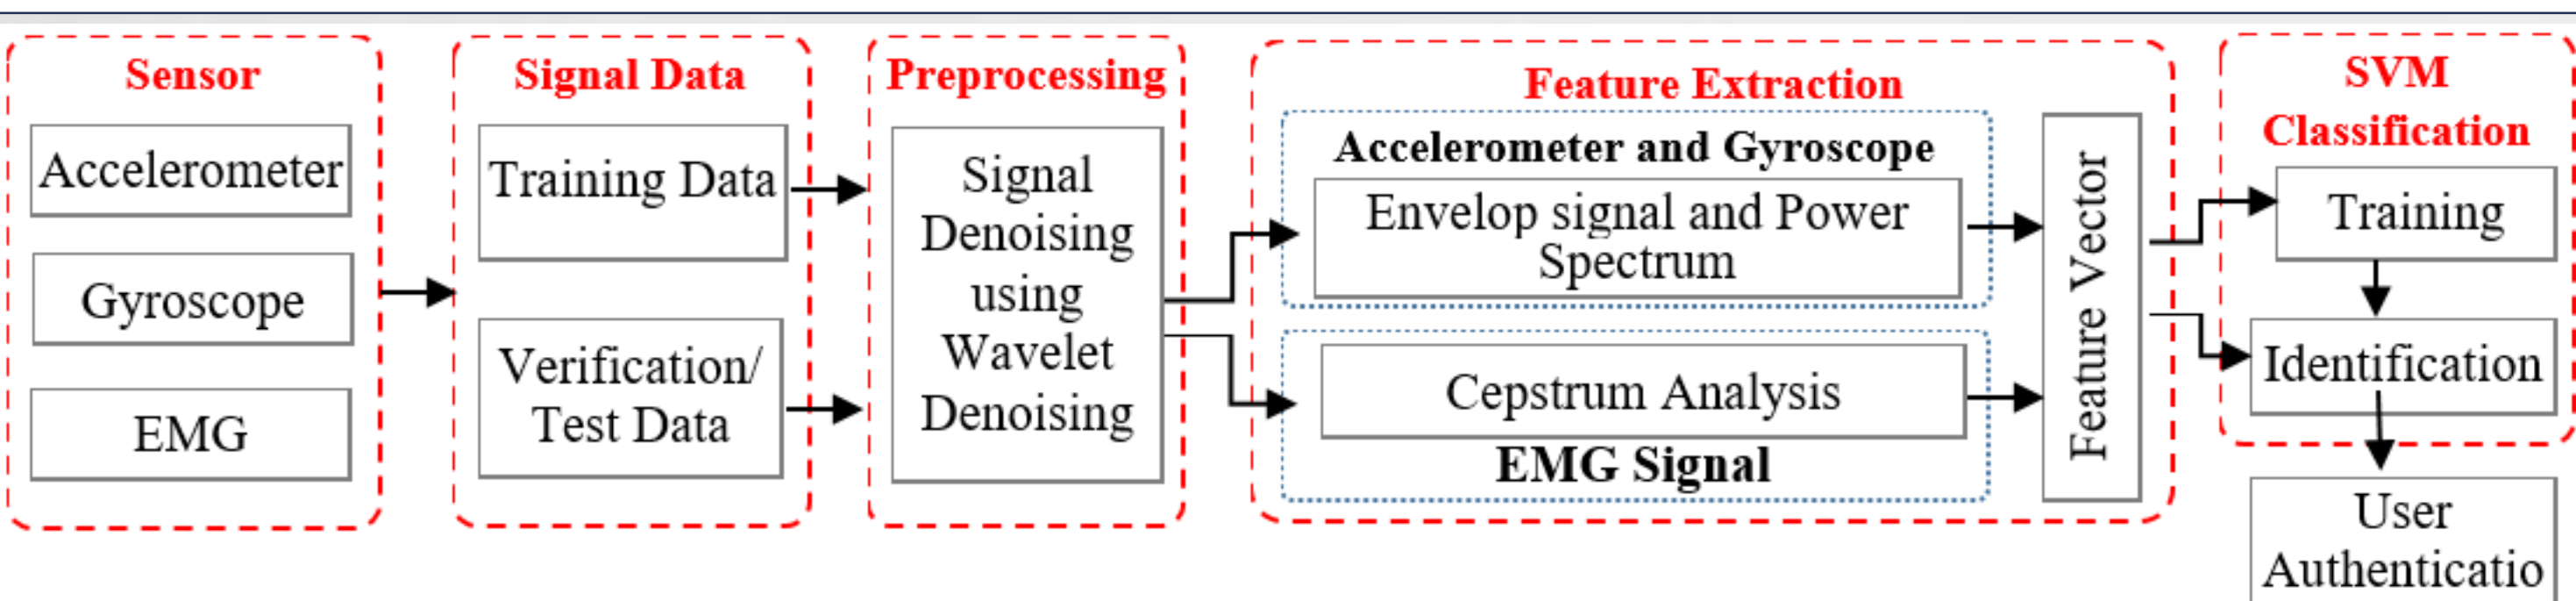 Sensor
Accelerometer
Gyroscope
EMG
Signal Data
Training Data
Verification/
Test Data
Preprocessing
Signal
Denoising
using
Wavelet
Denoising
Feature Extraction
Accelerometer and Gyroscope
Envelop signal and Power
Spectrum
Cepstrum Analysis
EMG Signal
Feature Vector
SVM
Classification
Training
Identification
User
Authenticatio